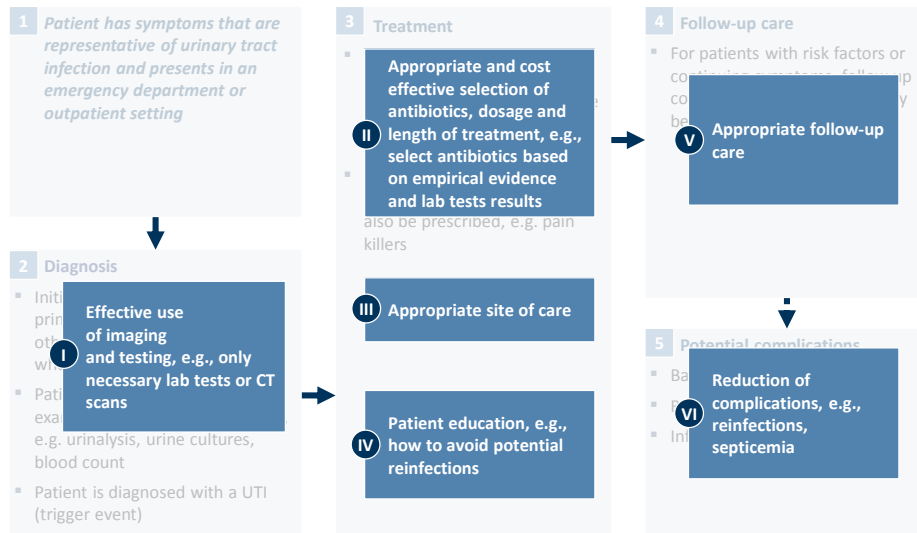 1 Patient has symptoms that are
representative of urinary tract
infection and presents in an
emergency department or
outpatient setting
2 Diagnosis
I
Effective use
of imaging
and testing, e.g., only
necessary lab tests or CT
scans
e.g. urinalysis, urine cultures,
blood count
▪ Patient is diagnosed with a UTI
(trigger event)
3 Treatment
II
Appropriate and cost
effective selection of
antibiotics, dosage and
length of treatment, e.g.,
select antibiotics based
on empirical evidence
and lab tests results
also be prescribed, e.g. pain
killers
III
Appropriate site of care
IV
Patient education, e.g.,
how to avoid potential
reinfections
4 Follow-up care
▪ For patients with risk factors or
V
Appropriate follow-up
care
5 Potential complications
VI
Reduction of
complications, e.g.,
reinfections,
septicemia